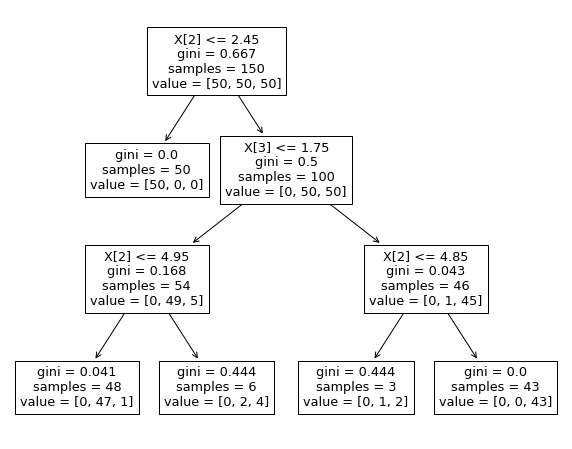 X[2] <= 2.45
gini = 0.667
samples = 150
value = [50, 50, 50]
gini = 0.0
samples = 50
value = [50, 0, 0]
X[3] <= 1.75
gini = 0.5
samples = 100
value = [0, 50, 50]
X[2] <= 4.95
gini = 0.168
samples = 54
value = [0, 49, 5]
X[2] <= 4.85
gini = 0.043
samples = 46
value = [0, 1, 45]
gini = 0.041
samples = 48
value = [0, 47, 1]
gini = 0.444
samples = 6
value = [0, 2, 4]
gini = 0.444
samples = 3
value = [0, 1, 2]
gini = 0.0
samples = 43
value = [0, 0, 43]